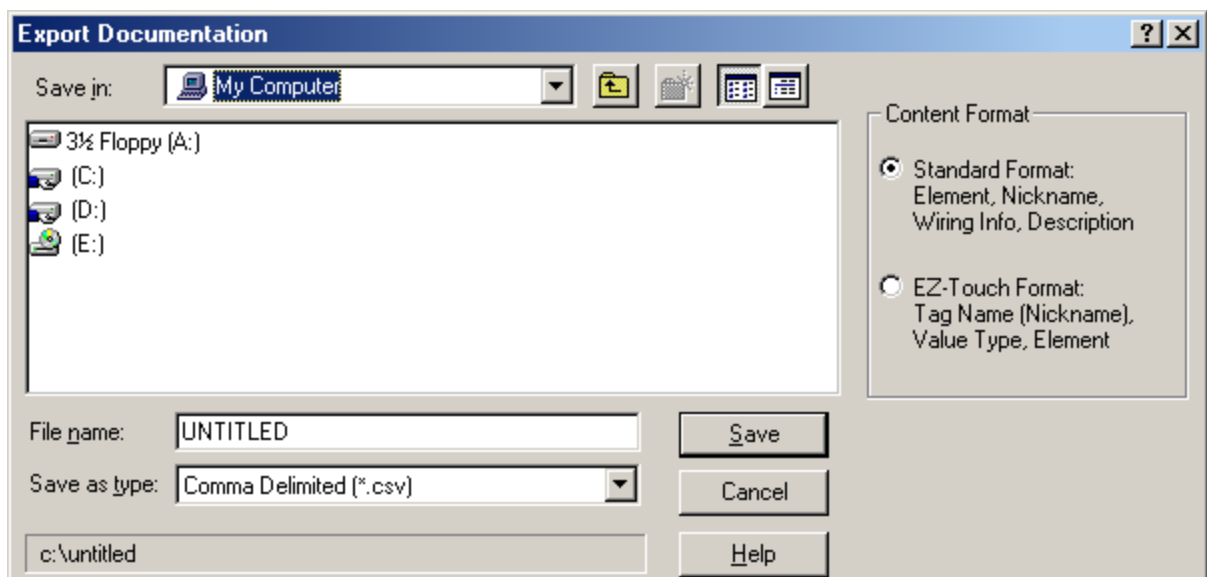 Export Documentation
Save in:
My Computer
3½ Floppy (A:)
(C:)
(D:)
(E:)
Content Format
Standard Format:
Element, Nickname,
Wiring Info, Description
EZ-Touch Format:
Tag Name (Nickname),
Value Type, Element
File name:
UNTITLED
Save
Save as type:
Comma Delimited (*.csv)
Cancel
c:\untitled
Help